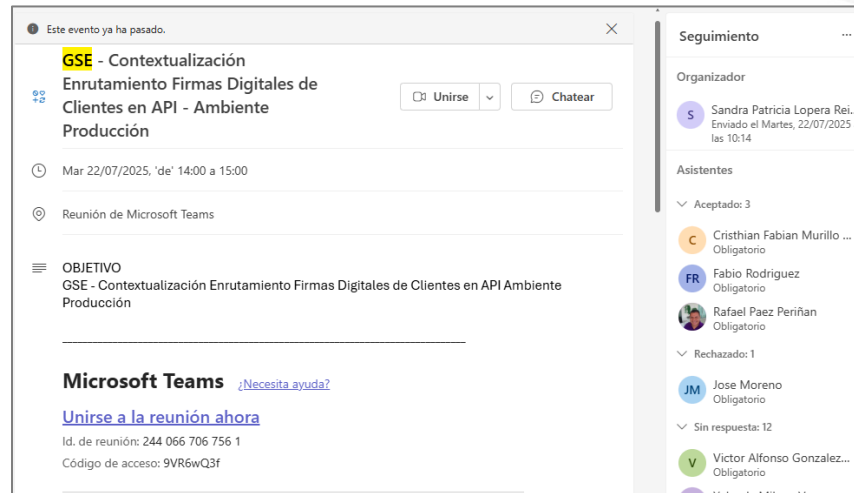 Este evento ya ha pasado.
GSE - Contextualización
Enrutamiento Firmas Digitales de
Clientes en API - Ambiente
Producción
Unirse
Chatear
Mar 22/07/2025, 'de' 14:00 a 15:00
Reunión de Microsoft Teams
OBJETIVO
GSE - Contextualización Enrutamiento Firmas Digitales de Clientes en API Ambiente
Producción
Microsoft Teams ¿Necesita ayuda?
Unirse a la reunión ahora
Id. de reunión: 244 066 706 756 1
Código de acceso: 9VR6wQ3f
Seguimiento ...
Organizador
S
Sandra Patricia Lopera Rei...
Enviado el Martes, 22/07/2025
las 10:14
Asistentes
Aceptado: 3
C
Cristhian Fabian Murillo ...
Obligatorio
FR
Fabio Rodriguez
Obligatorio
Rafael Paez Periñan
Obligatorio
Rechazado: 1
JM
Jose Moreno
Obligatorio
Sin respuesta: 12
V
Victor Alfonso Gonzalez...
Obligatorio